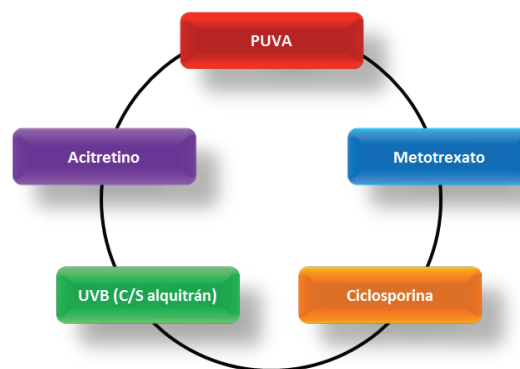 PUVA
Acitretino
Metotrexato
UVB (C/S alquitrán)
Ciclosporina